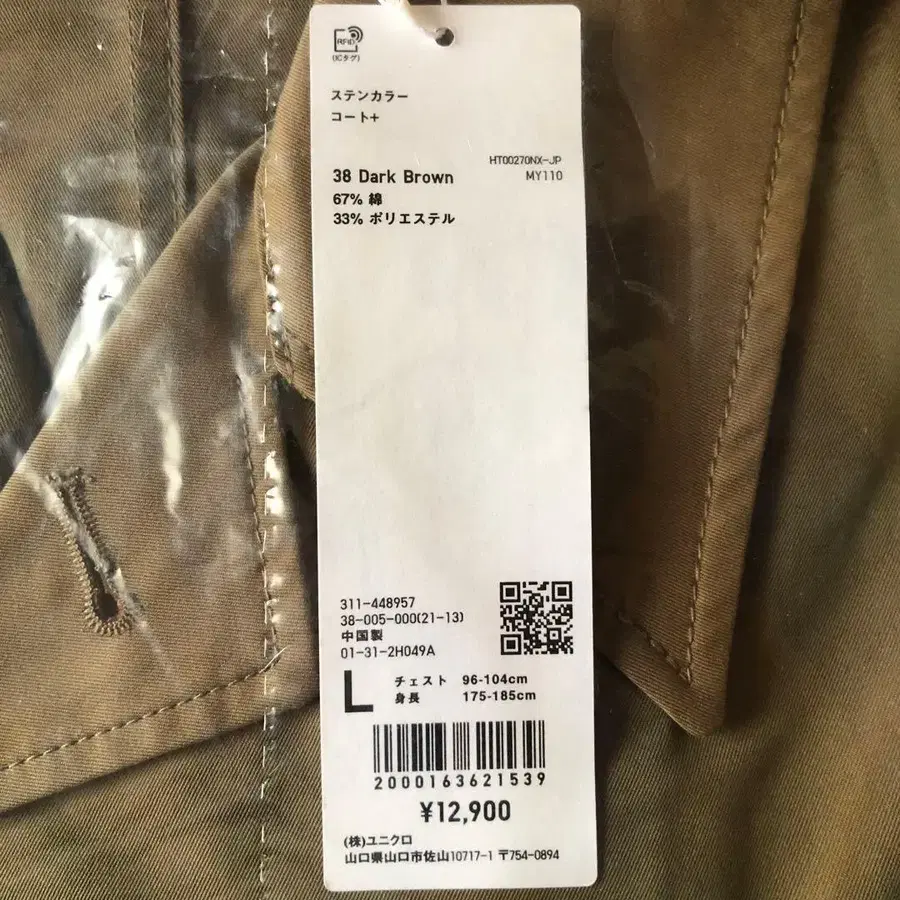 RFID
(ICタグ)
ステンカラー
コート+
HT00270NX-JP
38 Dark Brown
MY110
67% 綿
33% ポリエステル
311-448957
38-005-000(21-13)
中国製
01-31-2H049A
L
チェスト 96-104cm
身長 175-185cm
2000163621539
¥12,900
(株)ユニクロ
山口県山口市佐山10717-1 〒754-0894